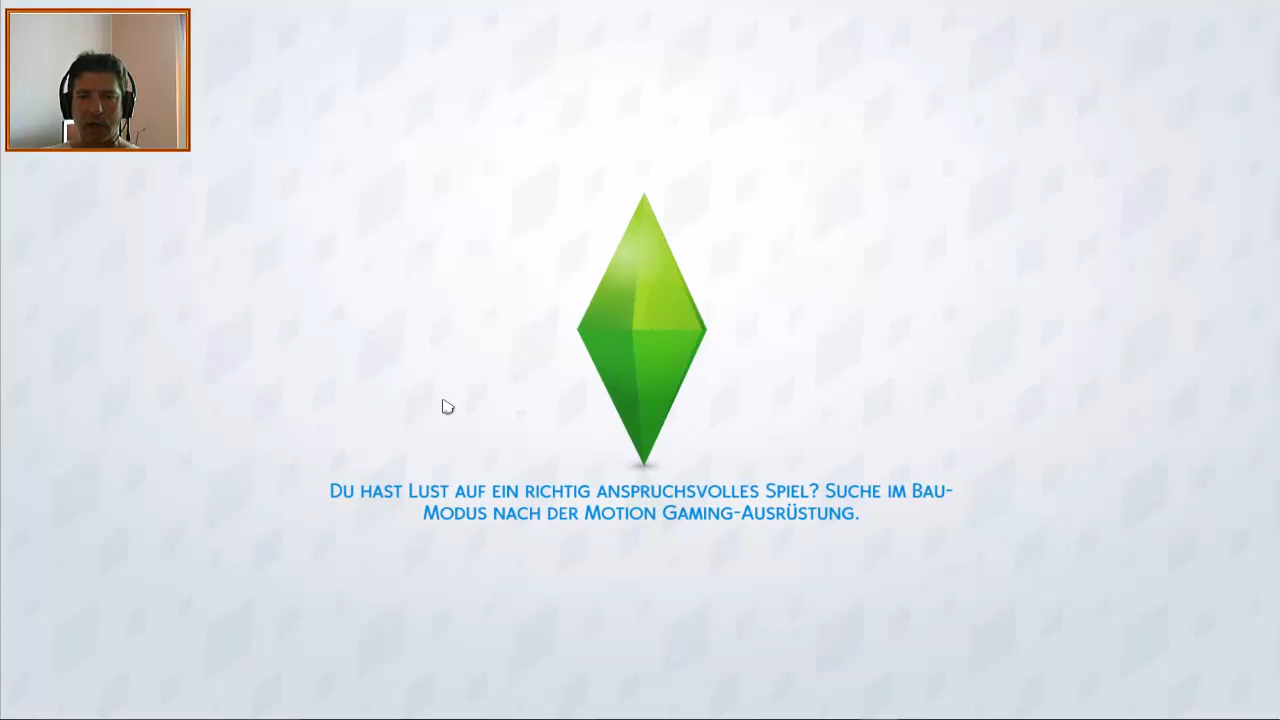 Du hast Lust auf ein richtig anspruchsvolles Spiel? Suche im Bau-
Modus nach der Motion Gaming-Ausrüstung.